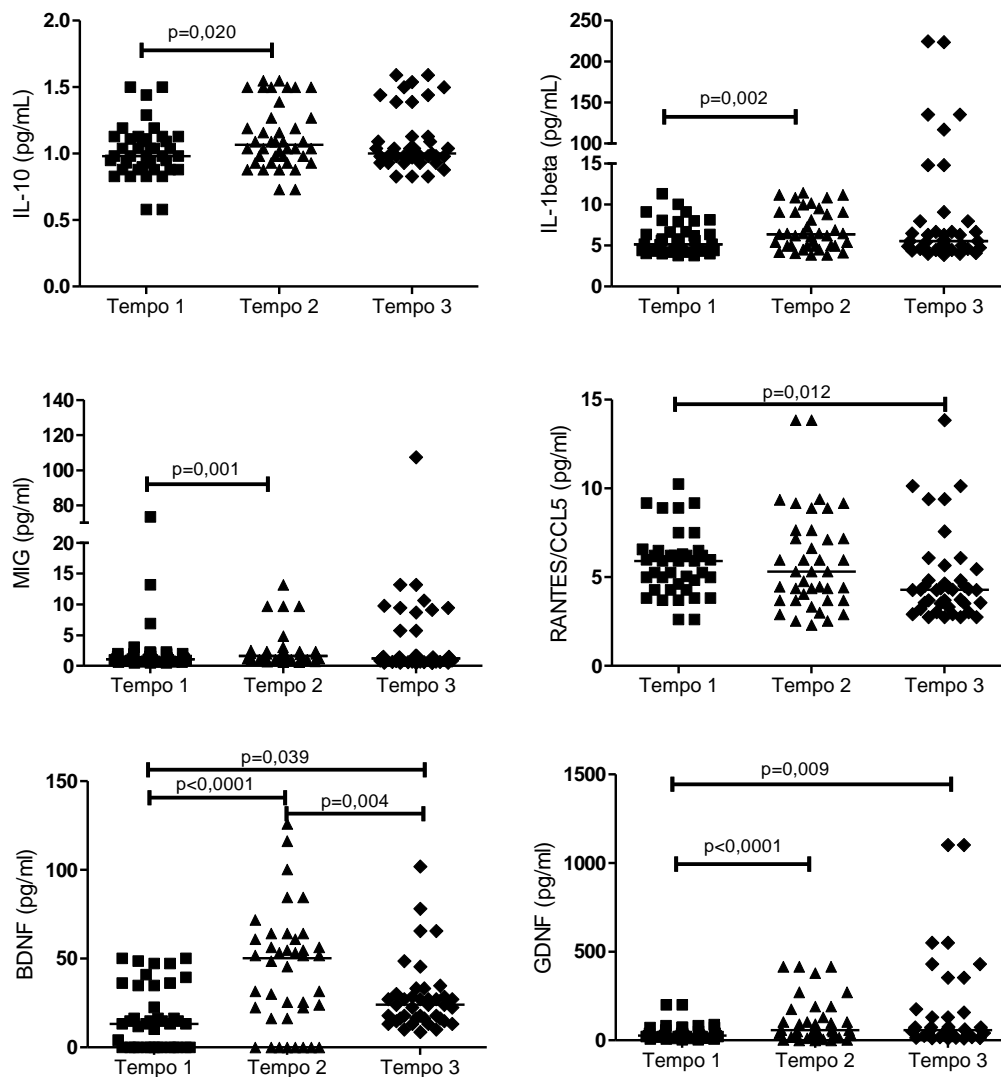 2.0
1.5
1.0
0.5
0.0
IL-10 (pg/mL)
p=0,020
Tempo 1 Tempo 2 Tempo 3
250
200
150
100
15
10
5
0
IL-1beta (pg/mL)
p=0,002
Tempo 1 Tempo 2 Tempo 3
140
120
100
80
60
20
15
10
5
0
MIG (pg/ml)
p=0,001
Tempo 1 Tempo 2 Tempo 3
15
10
5
0
RANTES/CCL5 (pg/ml)
p=0,012
Tempo 1 Tempo 2 Tempo 3
150
100
50
0
BDNF (pg/ml)
p=0,039
p<0,0001
p=0,004
Tempo 1 Tempo 2 Tempo 3
1500
1000
500
0
GDNF (pg/ml)
p=0,009
p<0,0001
Tempo 1 Tempo 2 Tempo 3